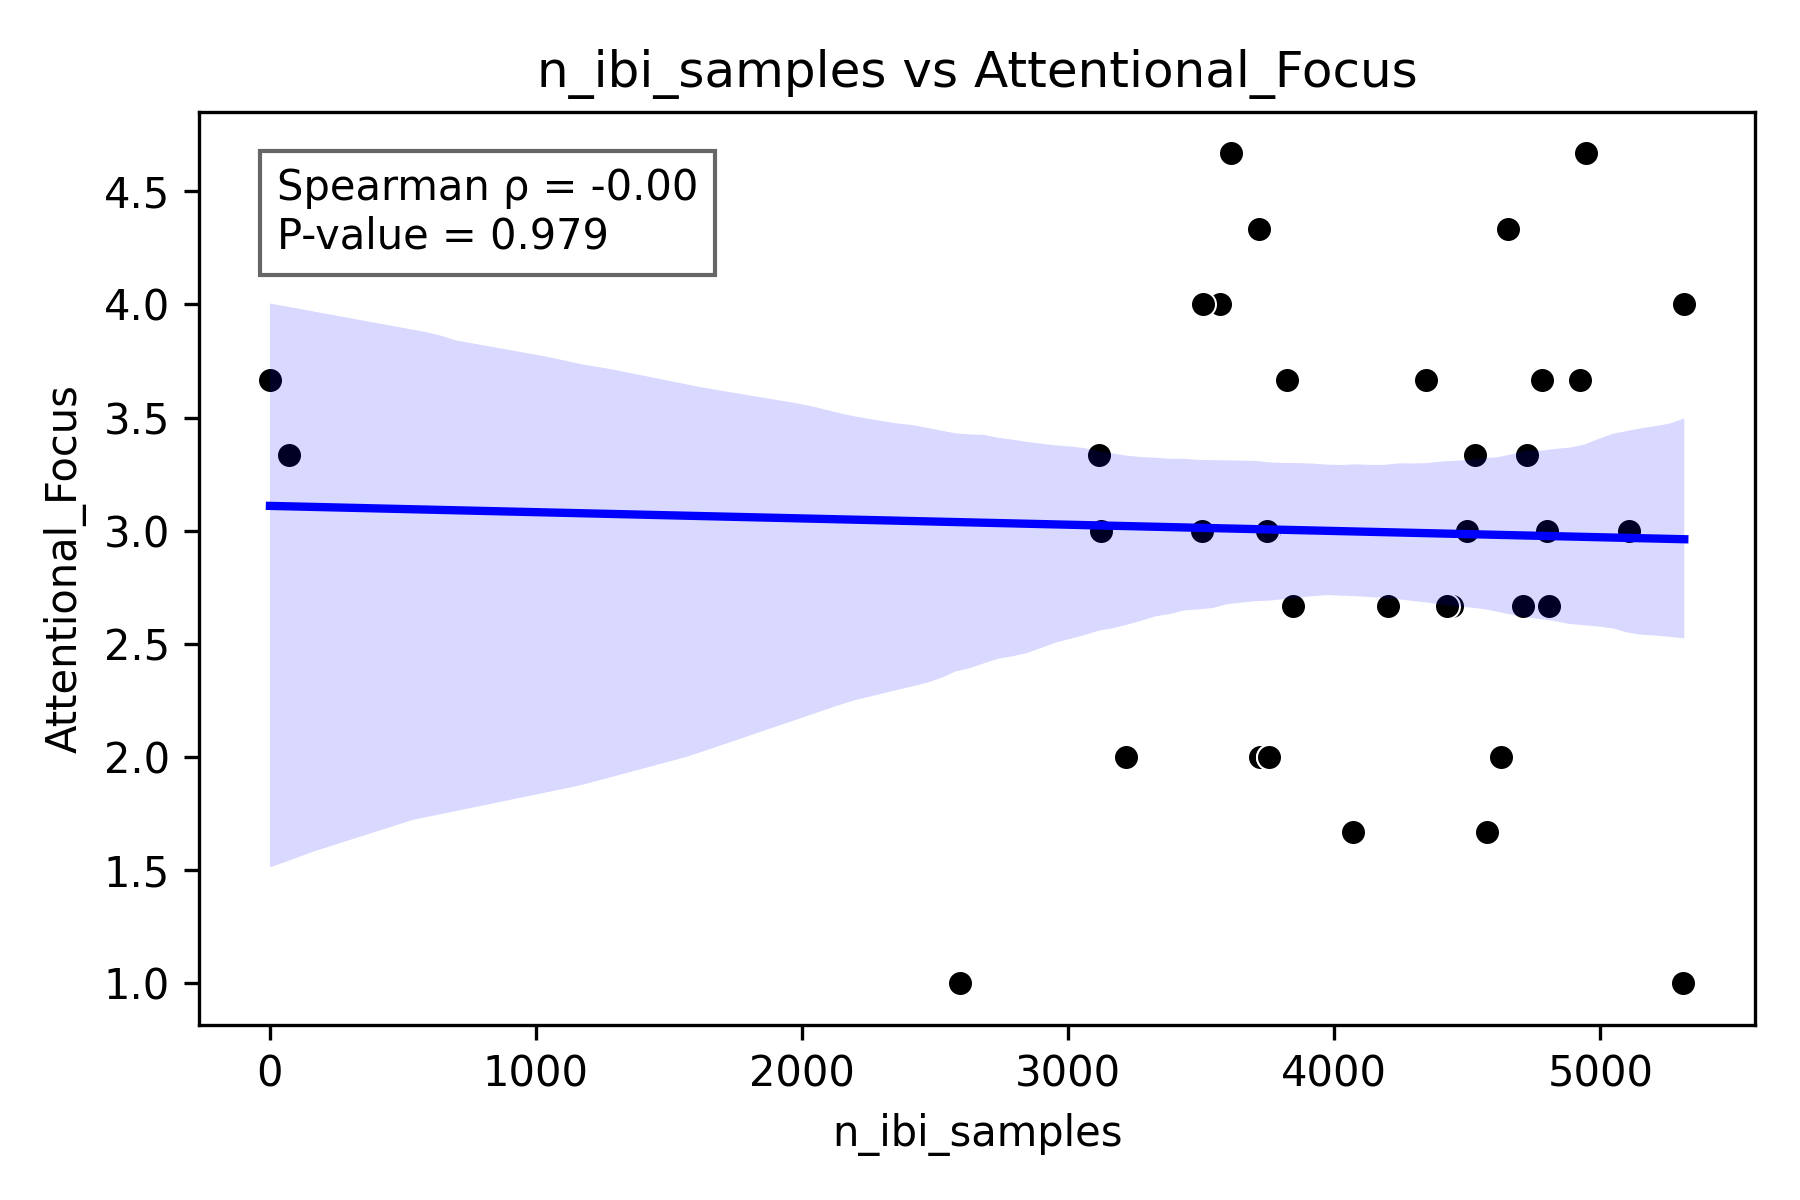 n_ibi_samples vs Attentional_Focus
Spearman ρ = -0.00
P-value = 0.979
4.5
4.0
3.5
3.0
2.5
2.0
1.5
1.0
Attentional_Focus
0 1000 2000 3000 4000 5000
n_ibi_samples